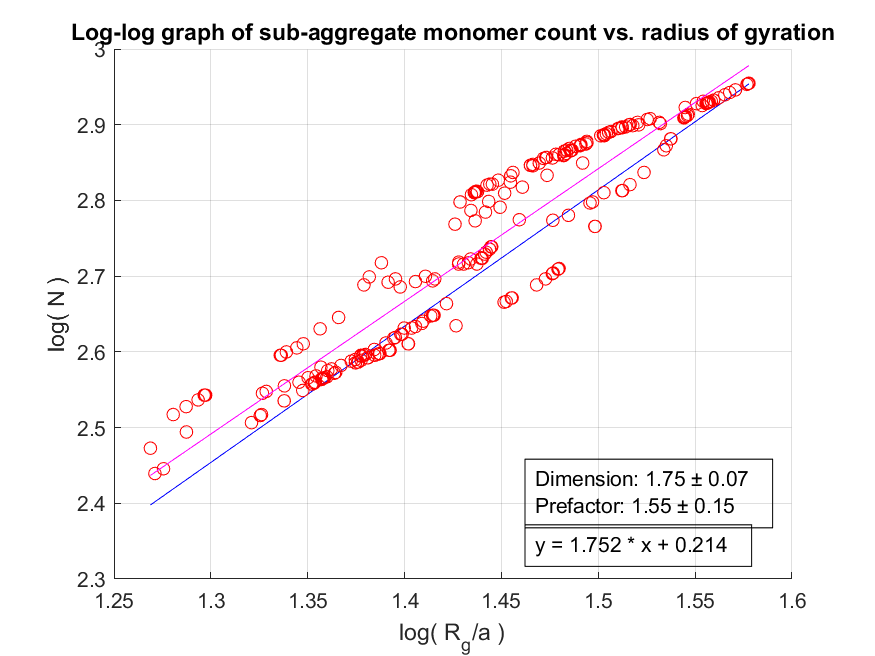 Log-log graph of sub-aggregate monomer count vs. radius of gyration
3
2.9
2.8
2.7
2.6
2.5
2.4
2.3
log( N )
Dimension: 1.75 ± 0.07
Prefactor: 1.55 ± 0.15
y = 1.752 * x + 0.214
1.25 1.3 1.35 1.4 1.45 1.5 1.55 1.6
log( R_g/a )